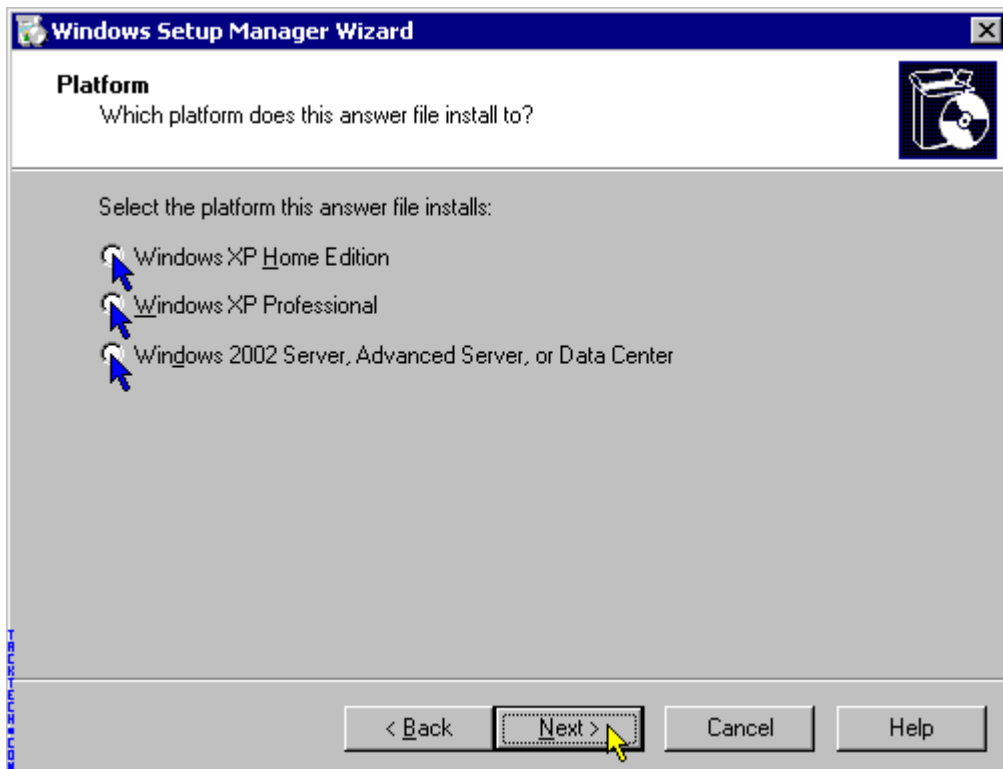 Windows Setup Manager Wizard
Platform
Which platform does this answer file install to?
Select the platform this answer file installs:
Windows XP Home Edition
Windows XP Professional
Windows 2002 Server, Advanced Server, or Data Center
TACKTECH.COM
< Back
Next >
Cancel
Help